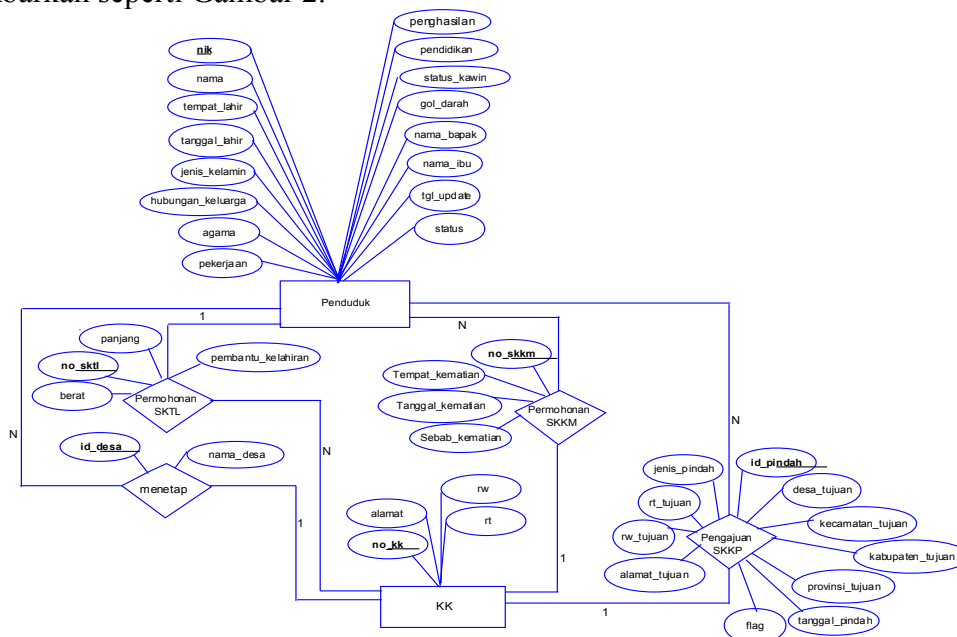 barkan seperti Gambar 2.
penghasilan
nik
pendidikan
nama
status_kawin
tempat_lahir
gol_darah
tanggal_lahir
nama_bapak
jenis_kelamin
nama_ibu
hubungan_keluarga
tgl_update
agama
status
pekerjaan
Penduduk
1
N
panjang
no_sktl
pembantu_kelahiran
berat
Permohonan
SKTL
no_skkm
Tempat_kematian
Tanggal_kematian
Sebab_kematian
Permohonan
SKKM
N
N
N
id_desa
nama_desa
menetap
1
jenis_pindah
id_pindah
rt_tujuan
desa_tujuan
rw_tujuan
kecamatan_tujuan
Pengajuan
SKKP
kabupaten_tujuan
alamat_tujuan
provinsi_tujuan
tanggal_pindah
flag
rw
alamat
rt
no_kk
1
KK
1